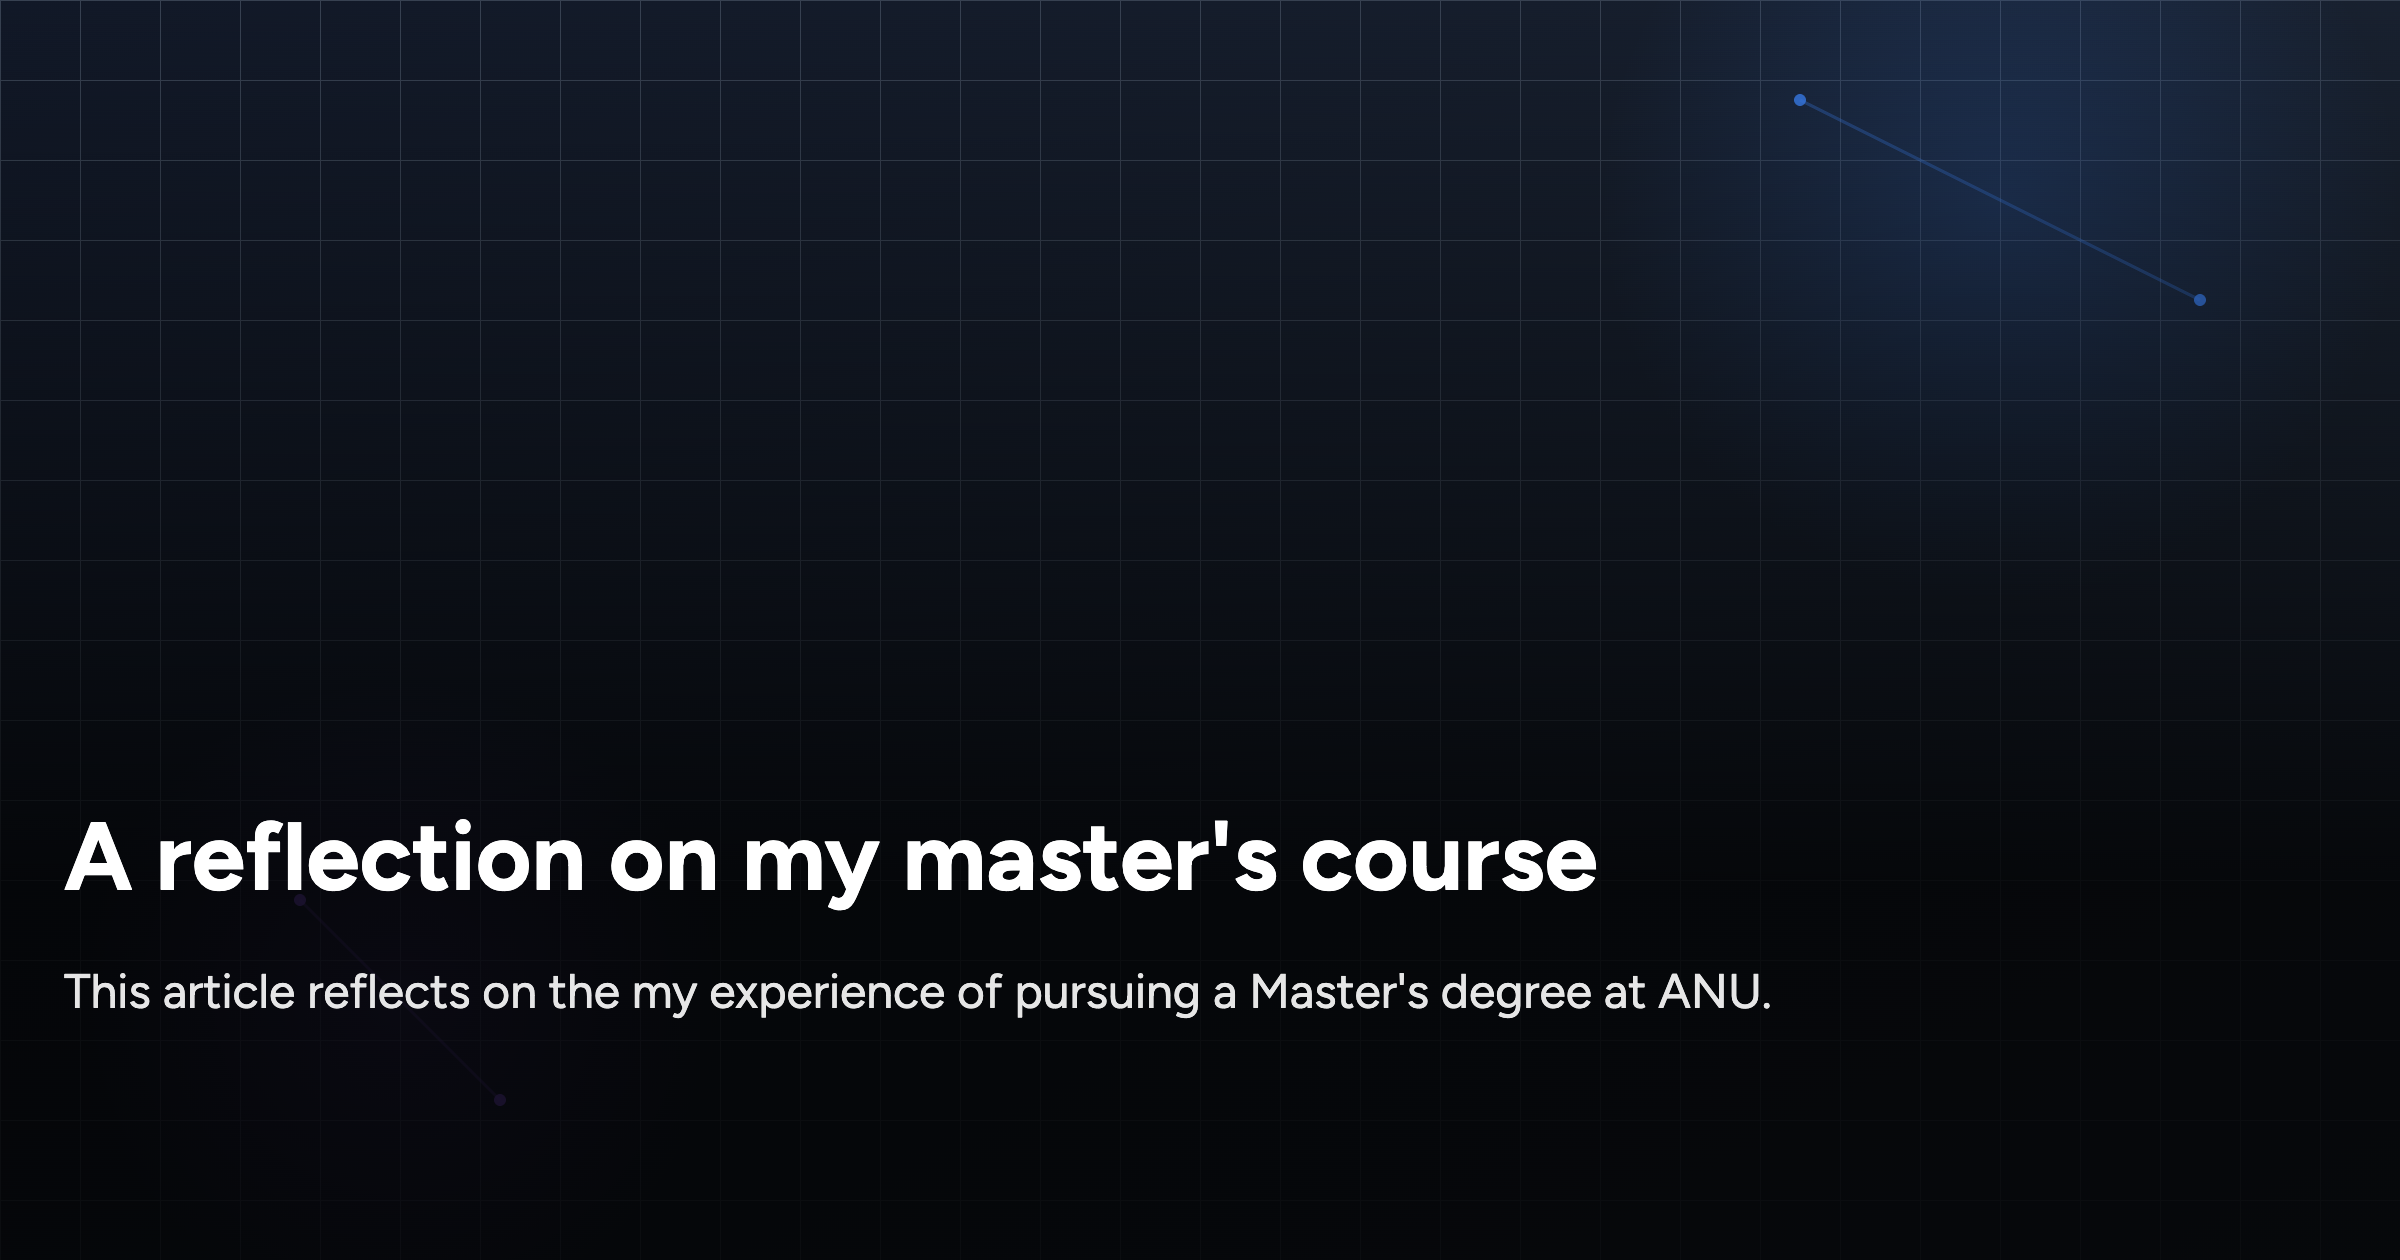 A reflection on my master's course
This article reflects on the my experience of pursuing a Master's degree at ANU.